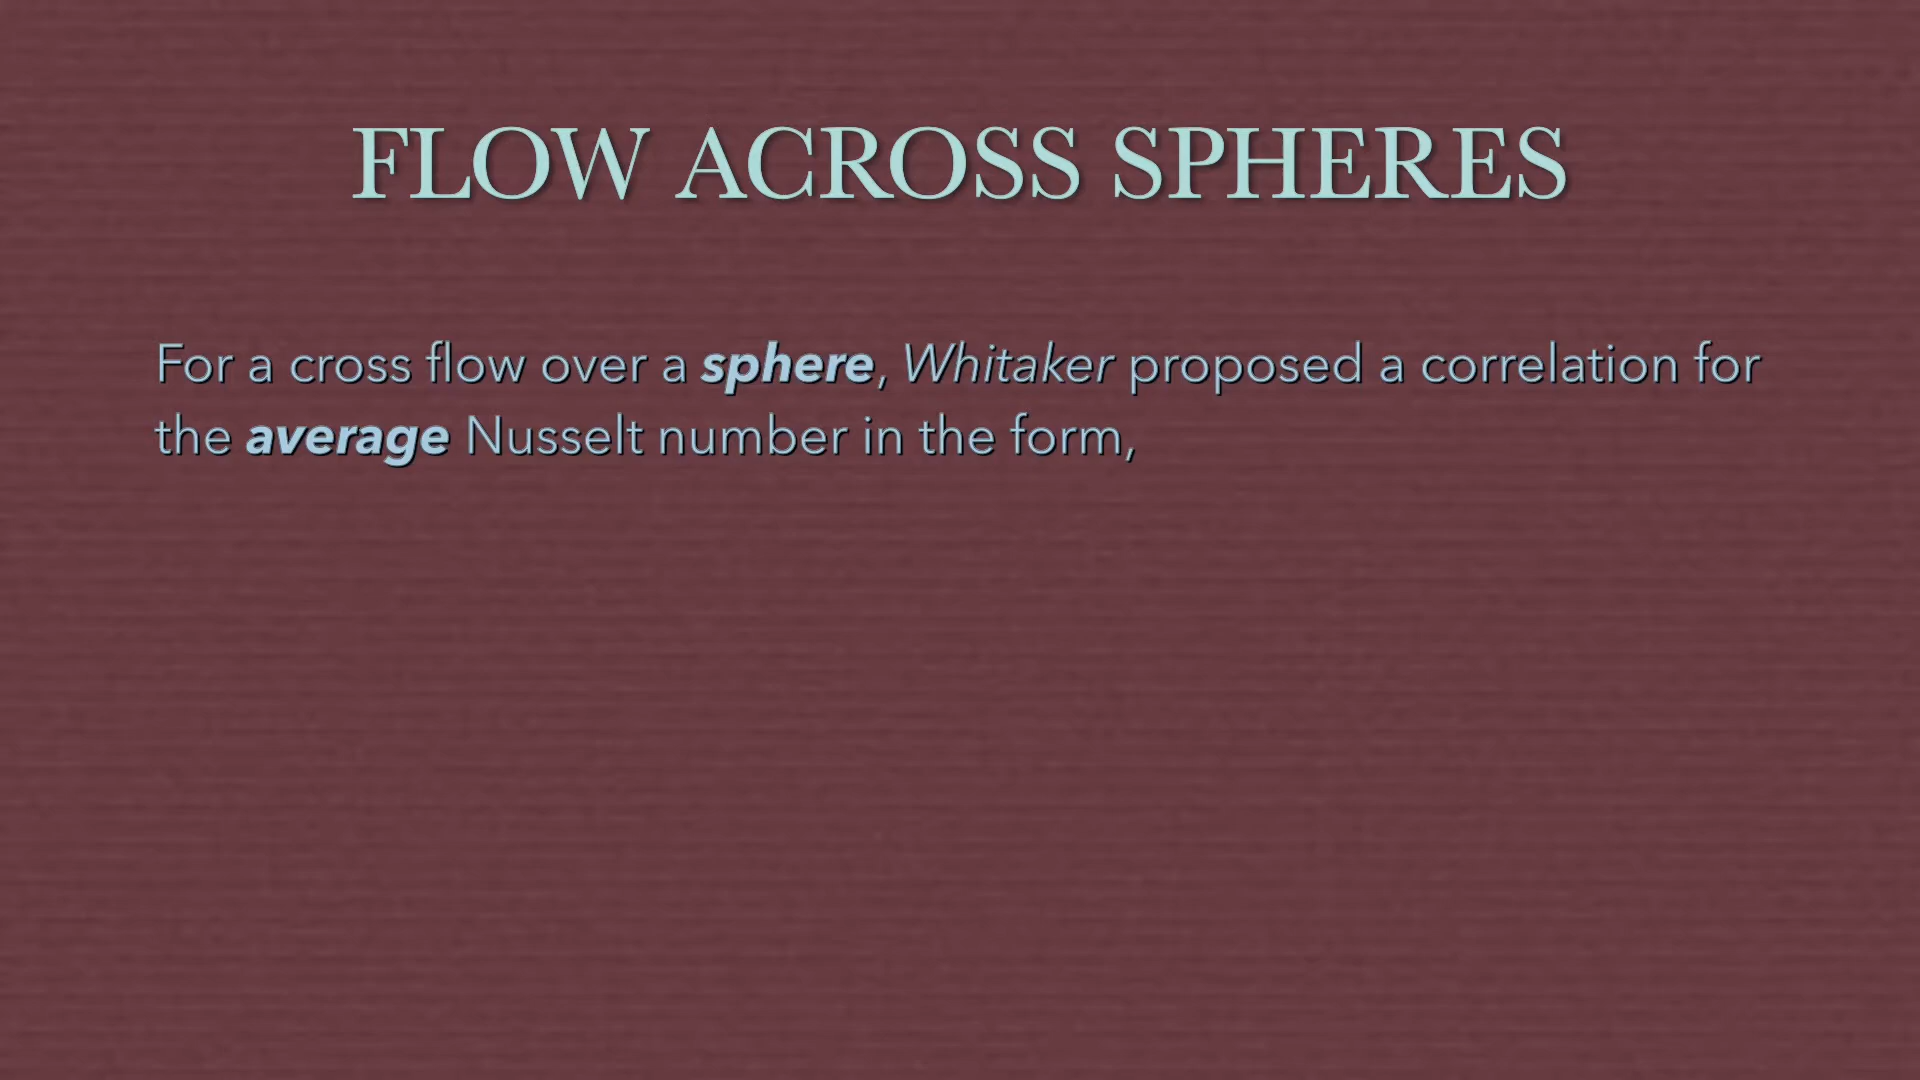 FLOW ACROSS SPHERES
For a cross flow over a sphere, Whitaker proposed a correlation for
the average Nusselt number in the form,